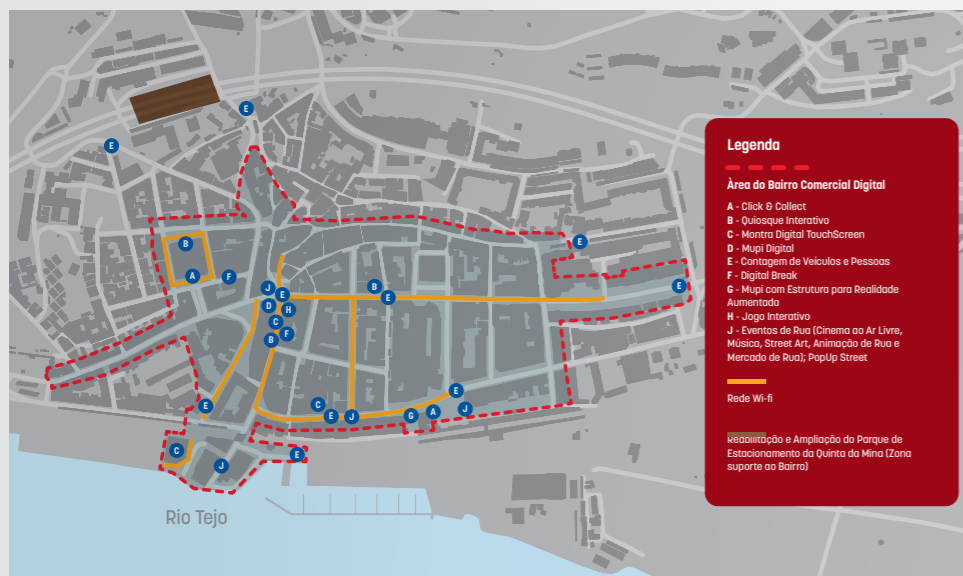 E
E
Legenda
Àrea do Bairro Comercial Digital
A - Click & Collect
B - Quiosque Interativo
C - Montra Digital TouchScreen
D - Mupi Digital
E - Contagem de Veículos e Pessoas
F - Digital Break
G - Mupi com Estrutura para Realidade
Aumentada
H - Jogo Interativo
J - Eventos de Rua (Cinema ao Ar Livre,
Música, Street Art, Animação de Rua e
Mercado de Rua); PopUp Street
Rede Wi-fi
Reabilitação e Ampliação do Parque de
Estacionamento da Quinta da Mina (Zona
suporte ao Bairro)
B
E
A
F
J
E
B
E
E
D
H
C
F
B
E
C
E
J
G
A
J
E
C
J
E
Rio Tejo